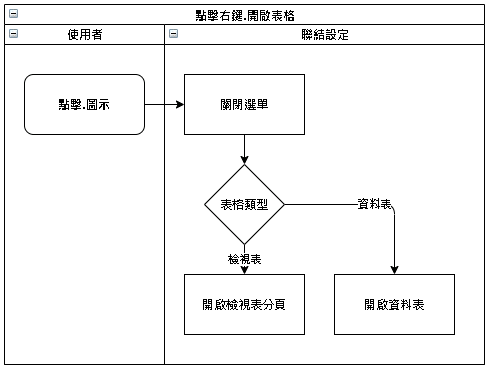 點擊右鍵.開啟表格
使用者
聯結設定
點擊.圖示
關閉選單
表格類型
資料表
檢視表
開啟檢視表分頁
開啟資料表